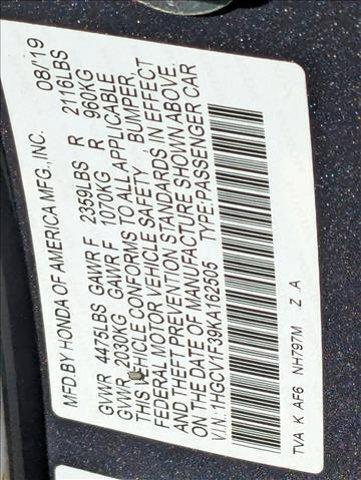 MFD BY HONDA OF AMERICA MFG., INC. 08/19
GVWR 4475LBS GAWR F 2359LBS R 2116LBS
GVWR 2030KG GAWR F 1070KG R 960KG
THIS VEHICLE CONFORMS TO ALL APPLICABLE
FEDERAL MOTOR VEHICLE SAFETY BUMPER,
AND THEFT PREVENTION STANDARDS IN EFFECT
ON THE DATE OF MANUFACTURE SHOWN ABOVE.
V.I.N.:1HGCV1F39KA162505 TYPE:PASSENGER CAR
TVA K AF6 NH797M Z A